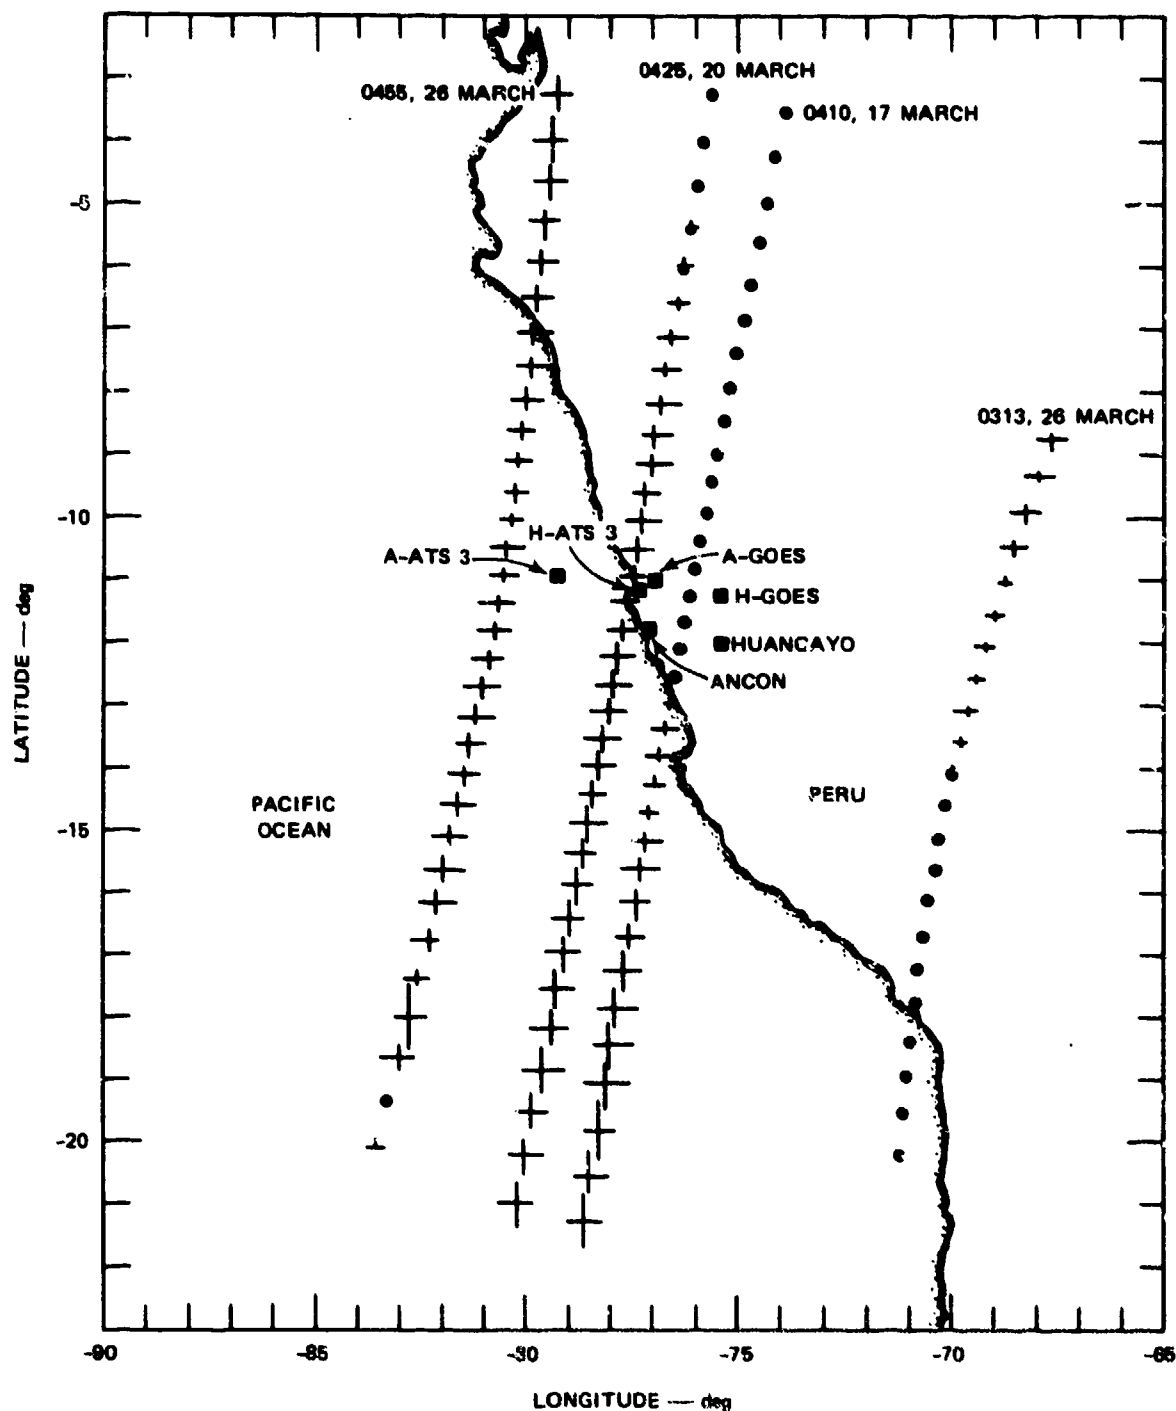 0455, 26 MARCH
0425, 20 MARCH
0410, 17 MARCH
-5
0313, 26 MARCH
-10
H-ATS 3
A-ATS 3
A-GOES
H-GOES
HUANCAYO
ANCON
LATITUDE — deg
PACIFIC
OCEAN
PERU
-15
-20
-90
-85
-80
-75
-70
-65
LONGITUDE — deg